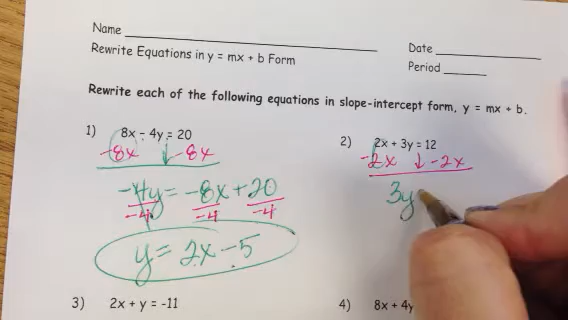 Name
Date
Rewrite Equations in y = mx + b Form
Period
Rewrite each of the following equations in slope-intercept form, y = mx + b.
1) 8x - 4y = 20
-8x -8x
-4y = -8x + 20
-4 -4 -4
y = 2x - 5
2) 2x + 3y = 12
-2x -2x
3y
3) 2x + y = -11
4) 8x + 4y